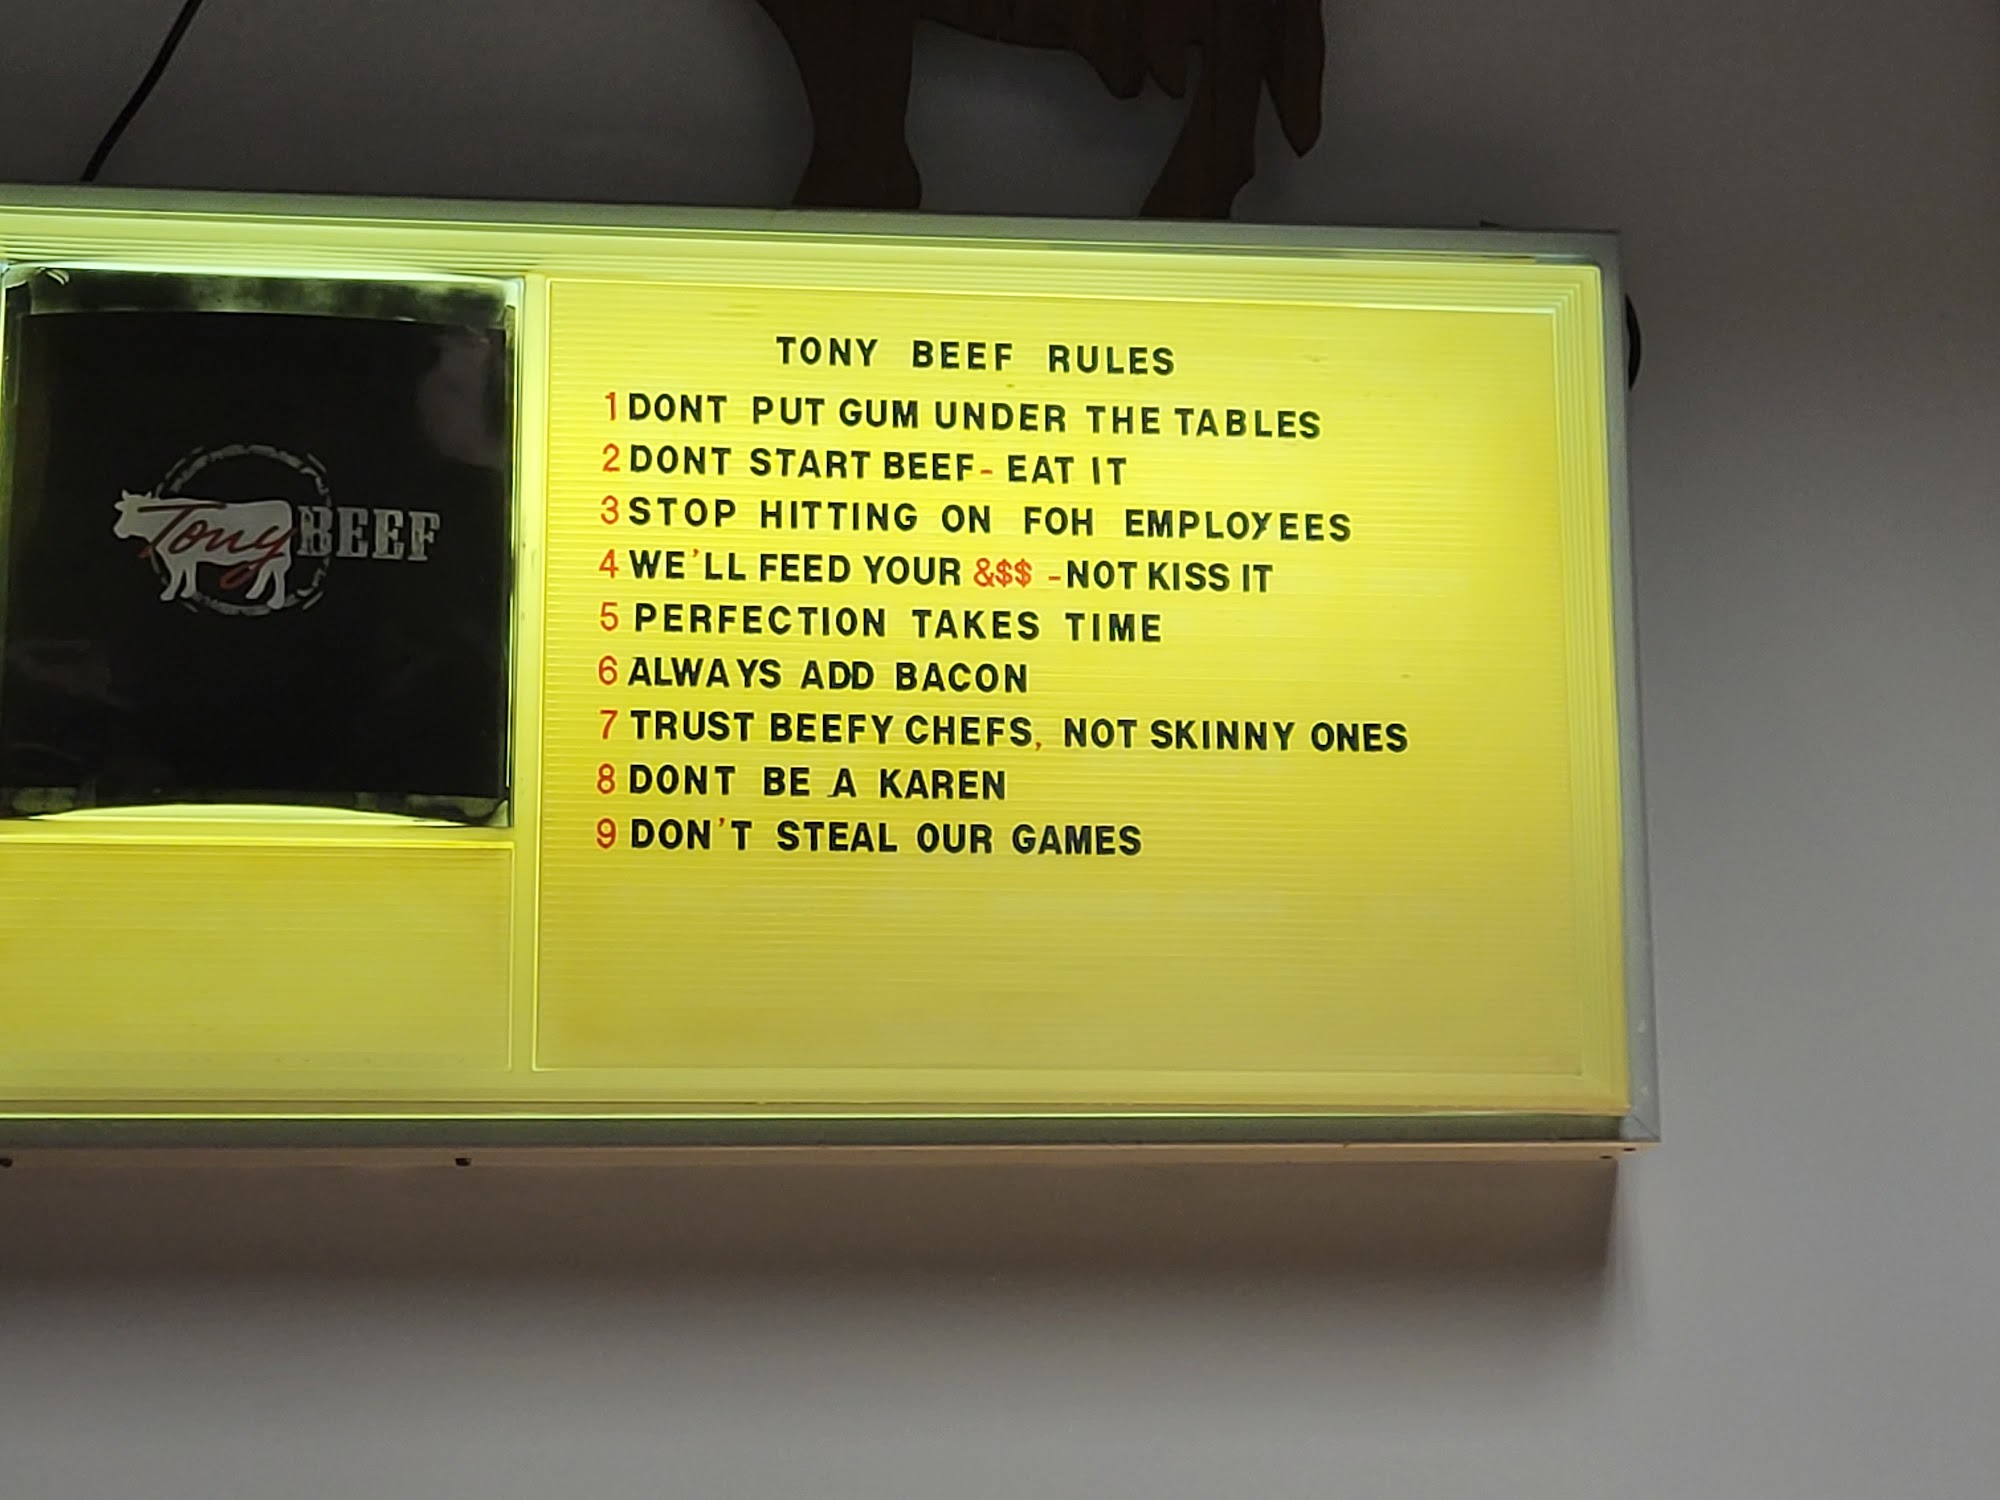 Tony BEEF
TONY BEEF RULES
1 DONT PUT GUM UNDER THE TABLES
2 DONT START BEEF- EAT IT
3 STOP HITTING ON FOH EMPLOYEES
4 WE'LL FEED YOUR &$$ -NOT KISS IT
5 PERFECTION TAKES TIME
6 ALWAYS ADD BACON
7 TRUST BEEFY CHEFS, NOT SKINNY ONES
8 DONT BE A KAREN
9 DON'T STEAL OUR GAMES